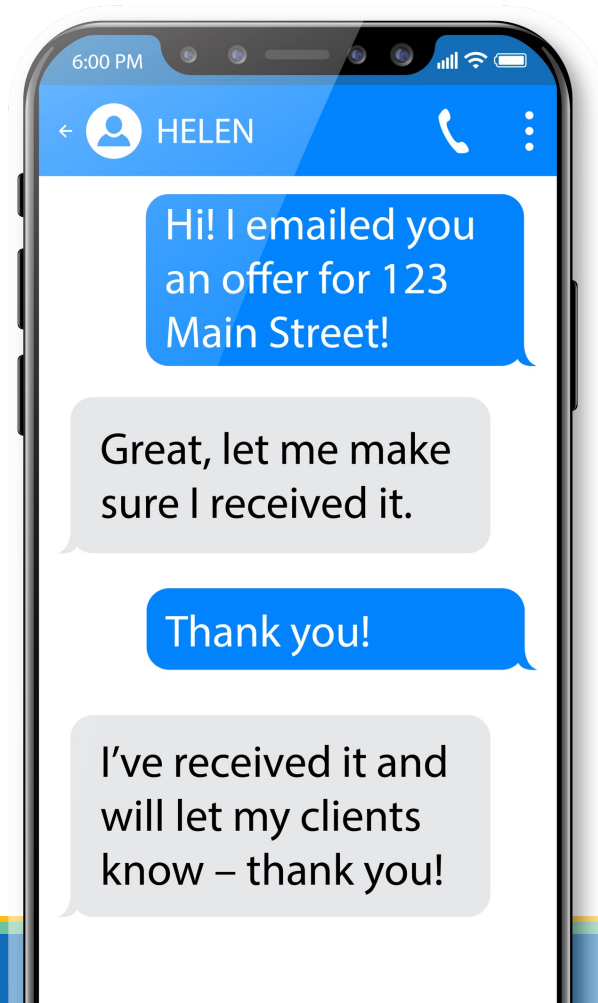 6:00 PM
HELEN
Hi! I emailed you
an offer for 123
Main Street!
Great, let me make
sure I received it.
Thank you!
I’ve received it and
will let my clients
know – thank you!